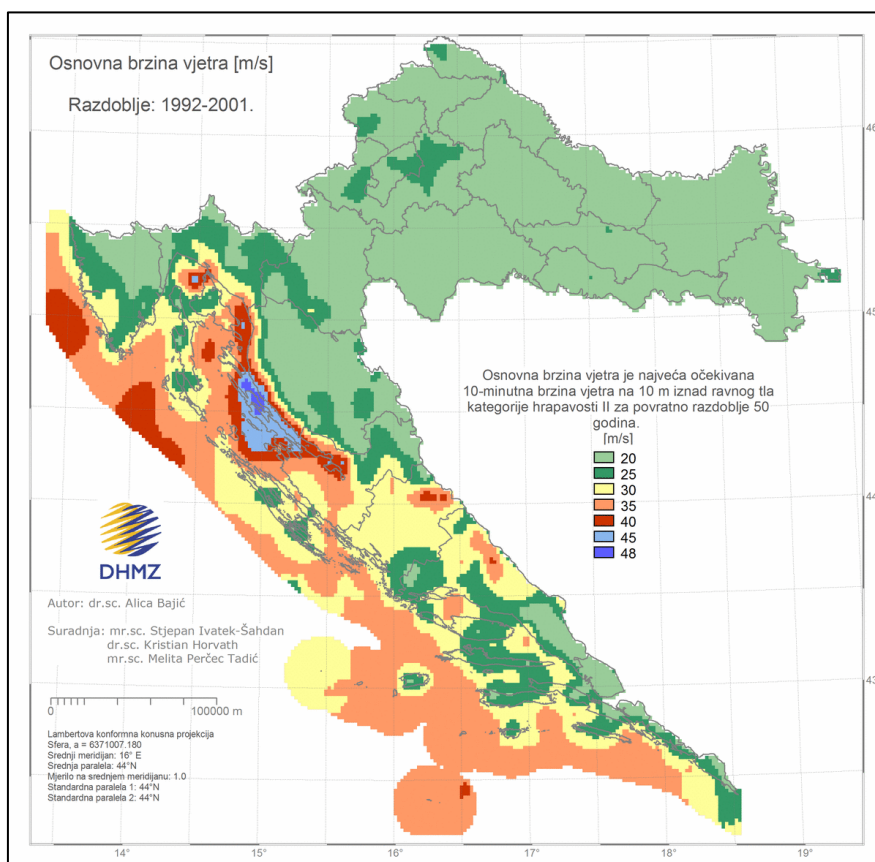 Osnovna brzina vjetra [m/s]
Razdoblje: 1992-2001.
46
45
Osnovna brzina vjetra je najveća očekivana
10-minutna brzina vjetra na 10 m iznad ravnog tla
kategorije hrapavosti II za povratno razdoblje 50
godina.
[m/s]
20
25
30
35
40
45
48
44
DHMZ
Autor: dr.sc. Alica Bajić
Suradnja: mr.sc. Stjepan Ivatek-Šahdan
dr.sc. Kristian Horvath
mr.sc. Melita Perčec Tadić
43
0 100000 m
Lambertova konformna konusna projekcija
Sfera, a = 6371007.180
Srednji meridijan: 16° E
Srednja paralela: 44°N
Mjerilo na srednjem meridijanu: 1.0
Standardna paralela 1: 44°N
Standardna paralela 2: 44°N
14° 15° 16° 17° 18° 19°